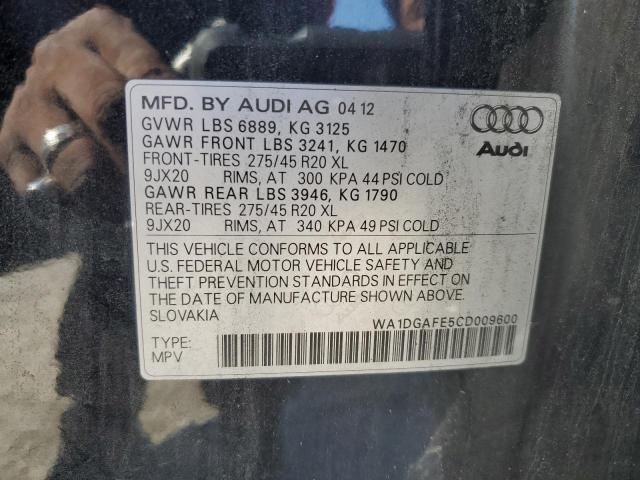 MFD. BY AUDI AG 04 12
GVWR LBS 6889, KG 3125
GAWR FRONT LBS 3241, KG 1470
FRONT-TIRES 275/45 R20 XL
9JX20 RIMS, AT 300 KPA 44 PSI COLD
GAWR REAR LBS 3946, KG 1790
REAR-TIRES 275/45 R20 XL
9JX20 RIMS, AT 340 KPA 49 PSI COLD
Audi
THIS VEHICLE CONFORMS TO ALL APPLICABLE
U.S. FEDERAL MOTOR VEHICLE SAFETY AND
THEFT PREVENTION STANDARDS IN EFFECT ON
THE DATE OF MANUFACTURE SHOWN ABOVE.
SLOVAKIA
WA1DGAFE5CD009600
TYPE:
MPV